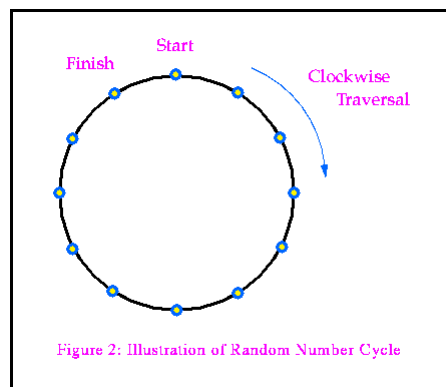 Start
Finish
Clockwise
Traversal
Figure 2: Illustration of Random Number Cycle